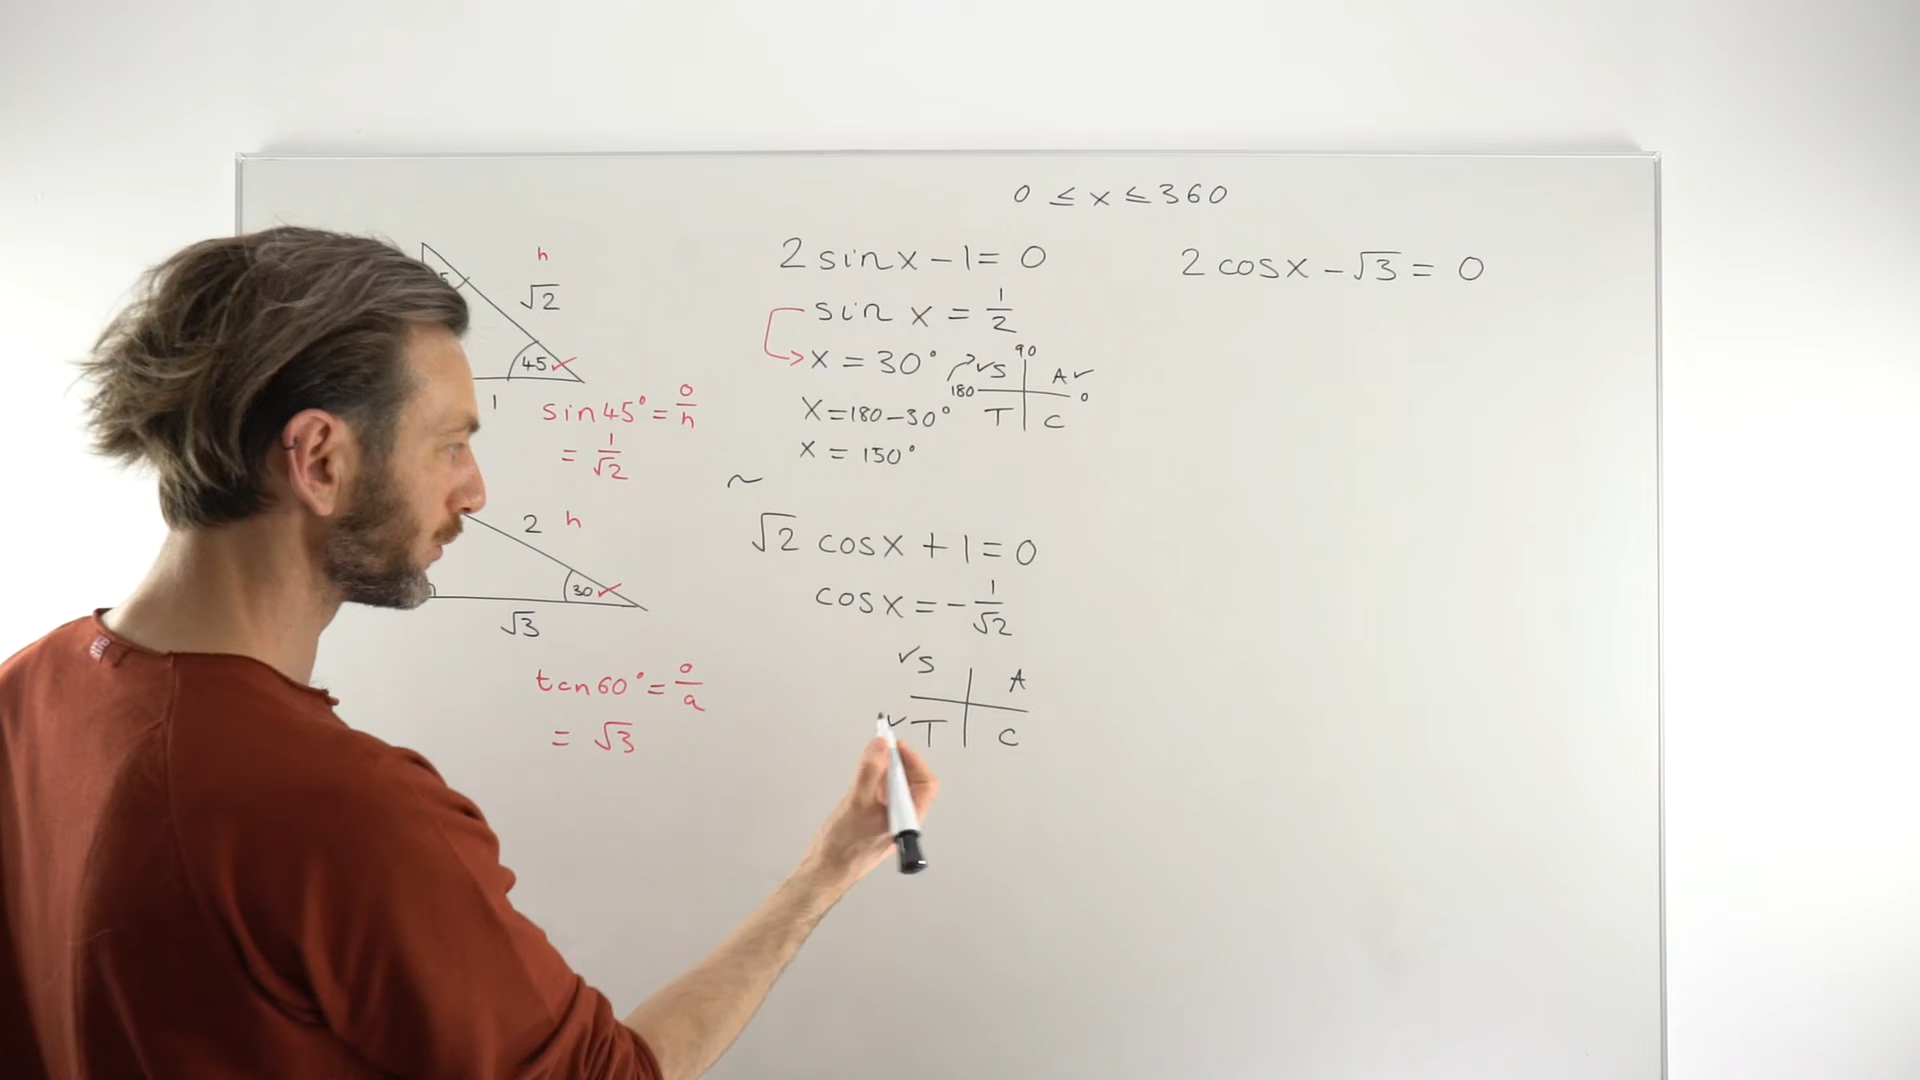 0 ≤ x ≤ 360
h
√2
45
1
sin 45° = o/h
= 1/√2
2 h
30
√3
tan 60° = o/a
= √3
2 sin x − 1 = 0
sin x = 1/2
x = 30°
x = 180 − 30°
x = 150°
90
✓S A✓
180 0
T C
~
√2 cos x + 1 = 0
cos x = − 1/√2
✓S A
✓T C
2 cos x − √3 = 0